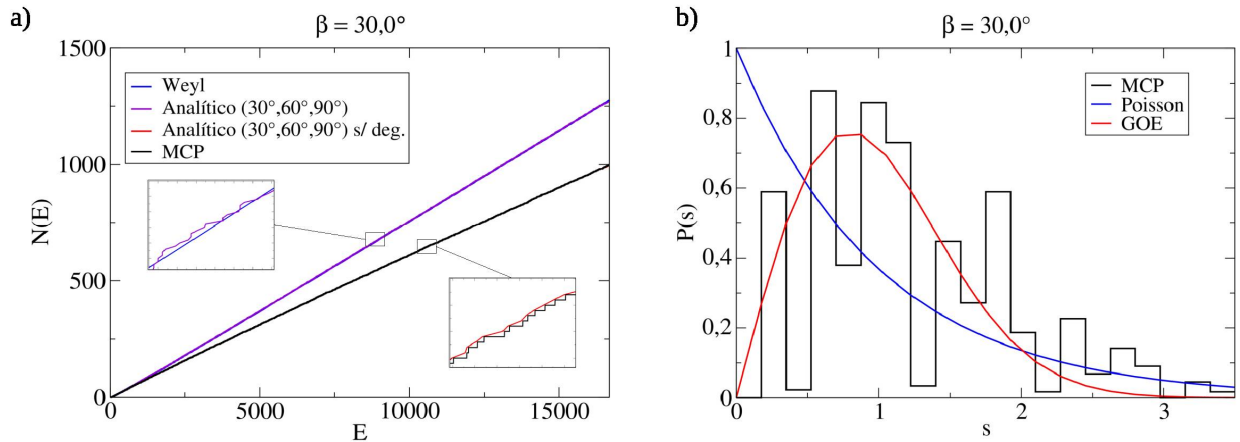 a)
β = 30,0°
1500
1000
500
0
N(E)
Weyl
Analítico (30°,60°,90°)
Analítico (30°,60°,90°) s/ deg.
MCP
0
5000
10000
15000
E
b)
β = 30,0°
1
0,8
0,6
0,4
0,2
0
P(s)
MCP
Poisson
GOE
0
1
2
3
s